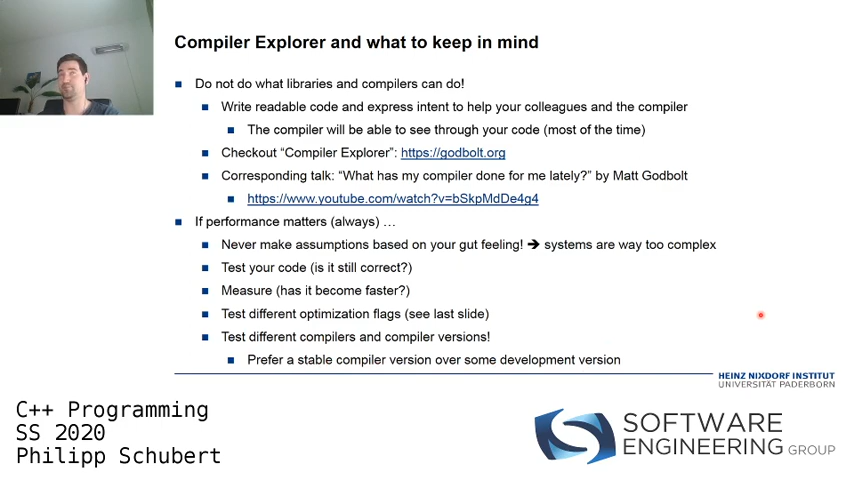 Compiler Explorer and what to keep in mind
Do not do what libraries and compilers can do!
Write readable code and express intent to help your colleagues and the compiler
The compiler will be able to see through your code (most of the time)
Checkout “Compiler Explorer”: https://godbolt.org
Corresponding talk: “What has my compiler done for me lately?” by Matt Godbolt
https://www.youtube.com/watch?v=bSkpMdDe4g4
If performance matters (always) …
Never make assumptions based on your gut feeling! ➔ systems are way too complex
Test your code (is it still correct?)
Measure (has it become faster?)
Test different optimization flags (see last slide)
Test different compilers and compiler versions!
Prefer a stable compiler version over some development version
HEINZ NIXDORF INSTITUT
UNIVERSITÄT PADERBORN
C++ Programming
SS 2020
Philipp Schubert
SOFTWARE
ENGINEERING GROUP